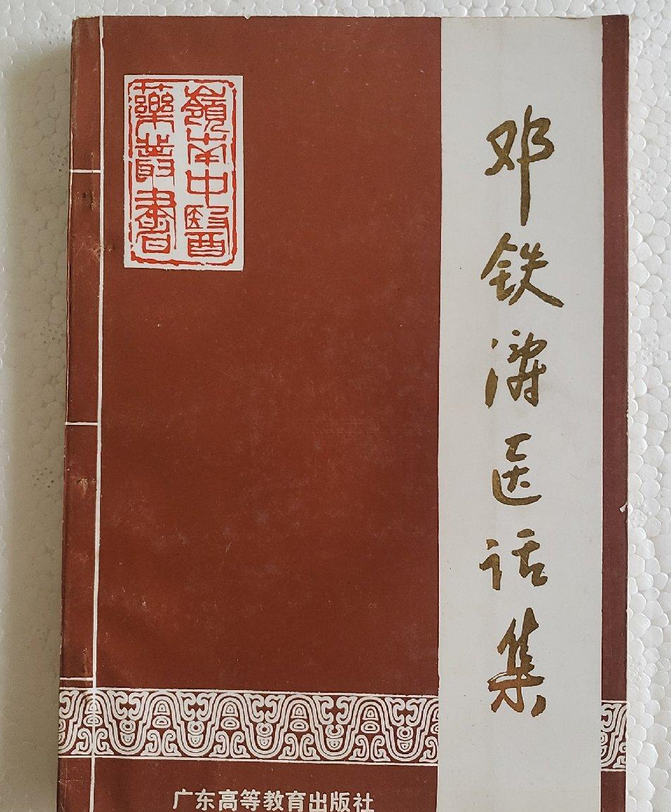 邓铁涛医话集
嶺南中醫
藥叢書
广东高等教育出版社